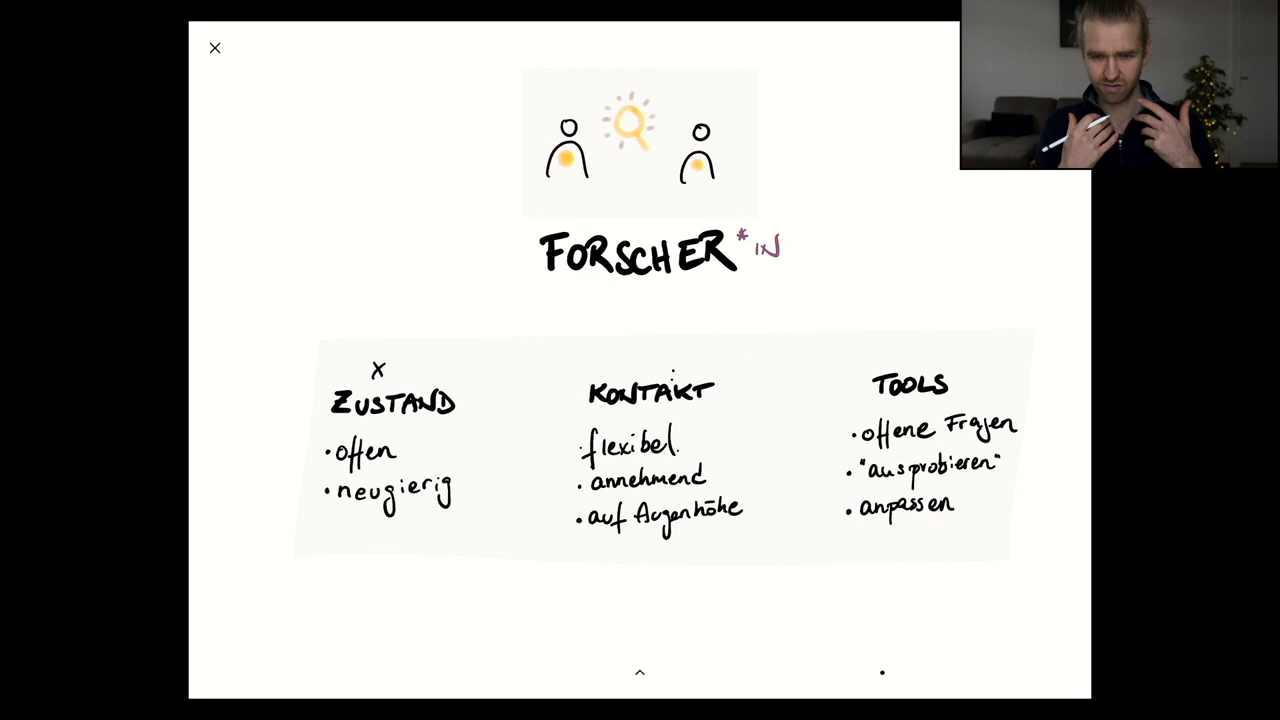 FORSCHER*IN
ZUSTAND
• offen
• neugierig
KONTAKT
• flexibel
• annehmend
• auf Augenhöhe
TOOLS
• offene Fragen
• "ausprobieren"
• anpassen